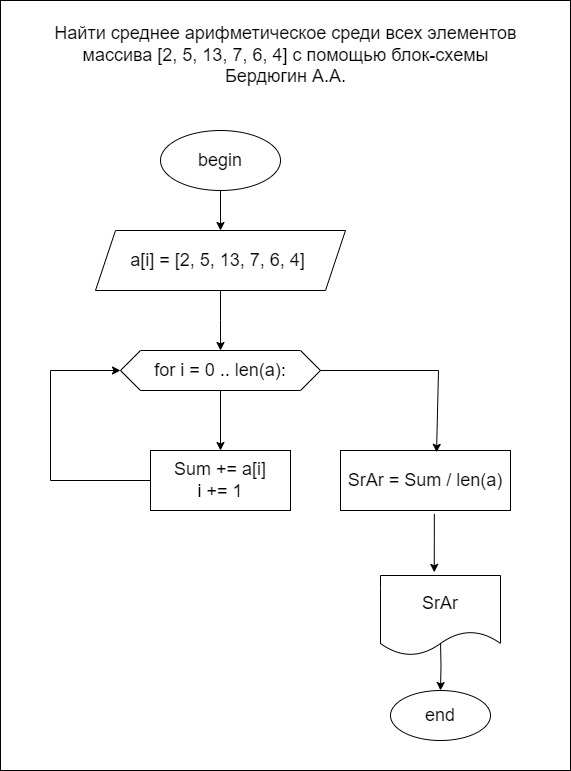 Найти среднее арифметическое среди всех элементов
массива [2, 5, 13, 7, 6, 4] с помощью блок-схемы
Бердюгин А.А.
begin
a[i] = [2, 5, 13, 7, 6, 4]
for i = 0 .. len(a):
Sum += a[i]
i += 1
SrAr = Sum / len(a)
SrAr
end